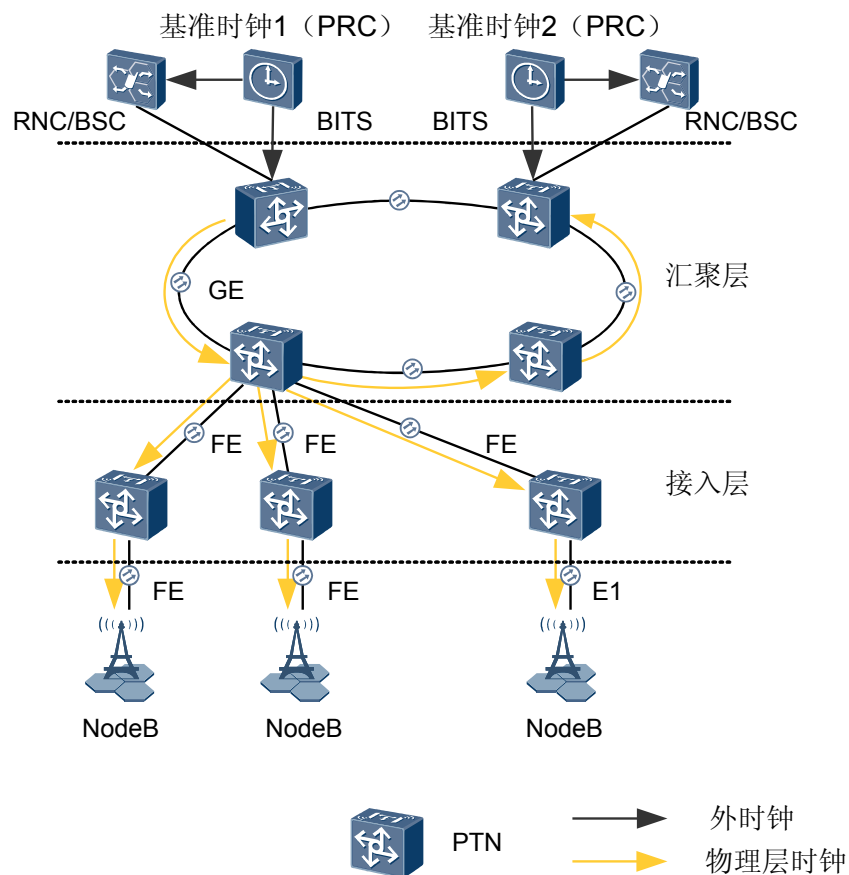 基准时钟1（PRC） 基准时钟2（PRC）
RNC/BSC BITS BITS RNC/BSC
GE 汇聚层
FE FE FE
接入层
FE FE E1
NodeB NodeB NodeB
PTN 外时钟
物理层时钟